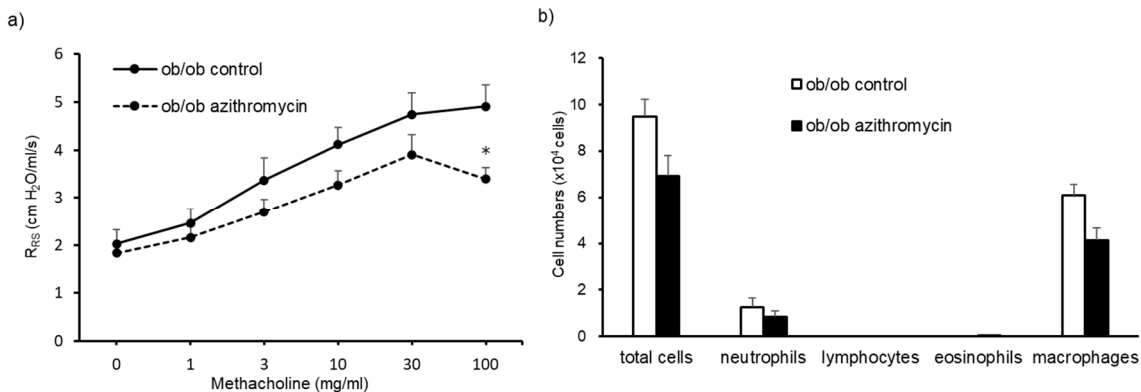 a)
6
5
4
3
2
1
0
R_RS (cm H₂O/ml/s)
ob/ob control
ob/ob azithromycin
*
0 1 3 10 30 100
Methacholine (mg/ml)
b)
12
10
8
6
4
2
0
Cell numbers (x10⁴ cells)
ob/ob control
ob/ob azithromycin
total cells neutrophils lymphocytes eosinophils macrophages